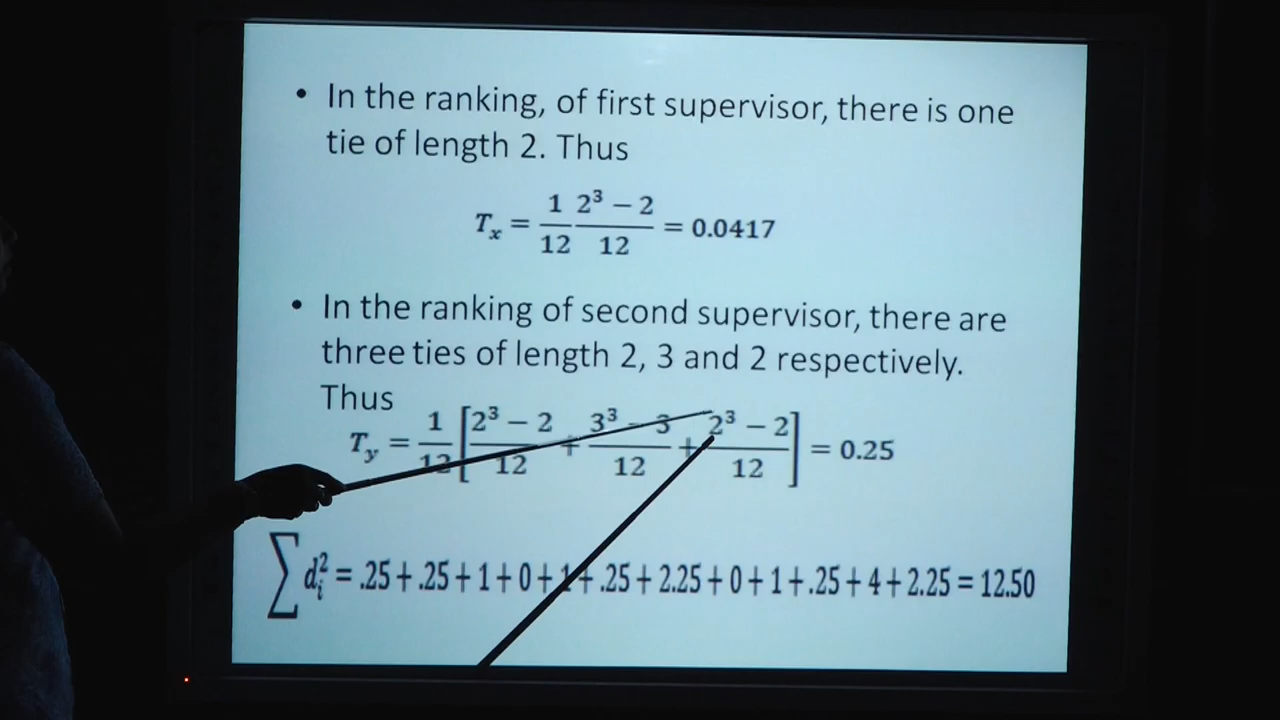 • In the ranking, of first supervisor, there is one
tie of length 2. Thus
Tₓ = 1/12 (2³ − 2)/12 = 0.0417
• In the ranking of second supervisor, there are
three ties of length 2, 3 and 2 respectively.
Thus
T_y = 1/12 [(2³ − 2)/12 + (3³ − 3)/12 + (2³ − 2)/12] = 0.25
∑ dᵢ² = .25 + .25 + 1 + 0 + 1 + .25 + 2.25 + 0 + 1 + .25 + 4 + 2.25 = 12.50